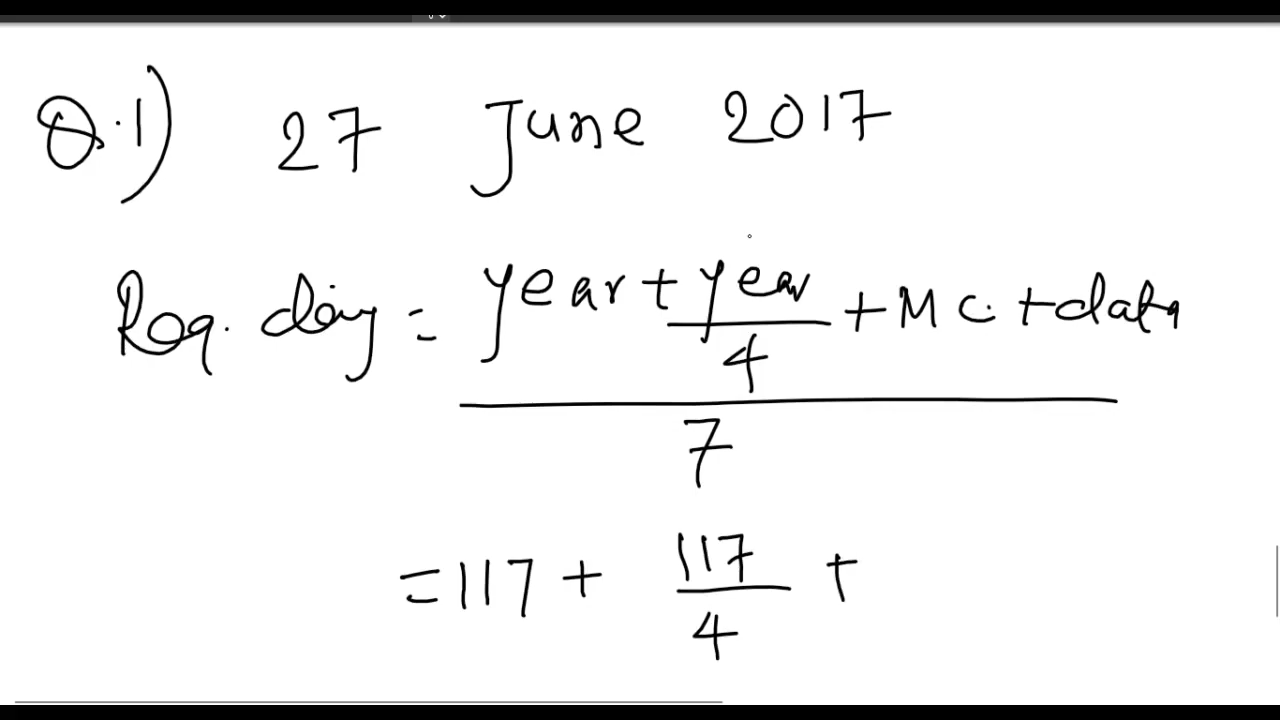 Q.1) 27 June 2017
Req. day = year + year/4 + M C. + date
7
= 117 + 117/4 +